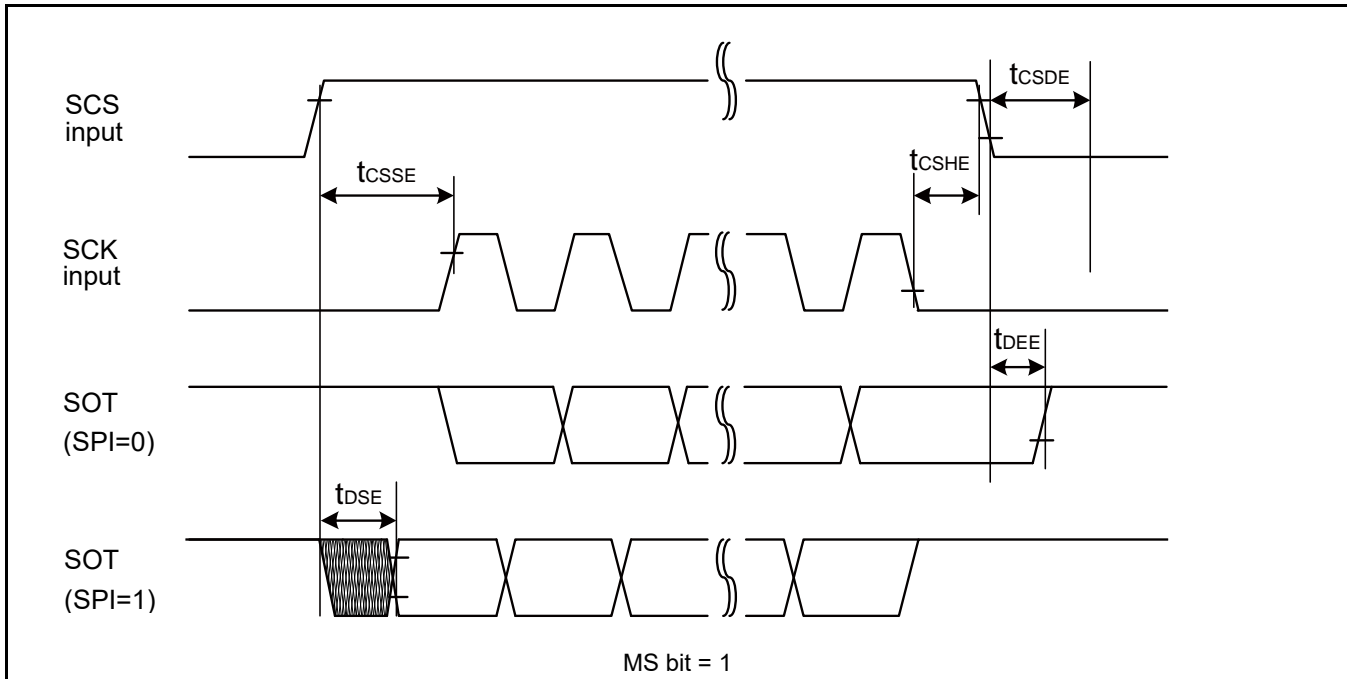 SCS
input
tCSDE
tCSHE
tCSSE
SCK
input
tDEE
SOT
(SPI=0)
tDSE
SOT
(SPI=1)
MS bit = 1